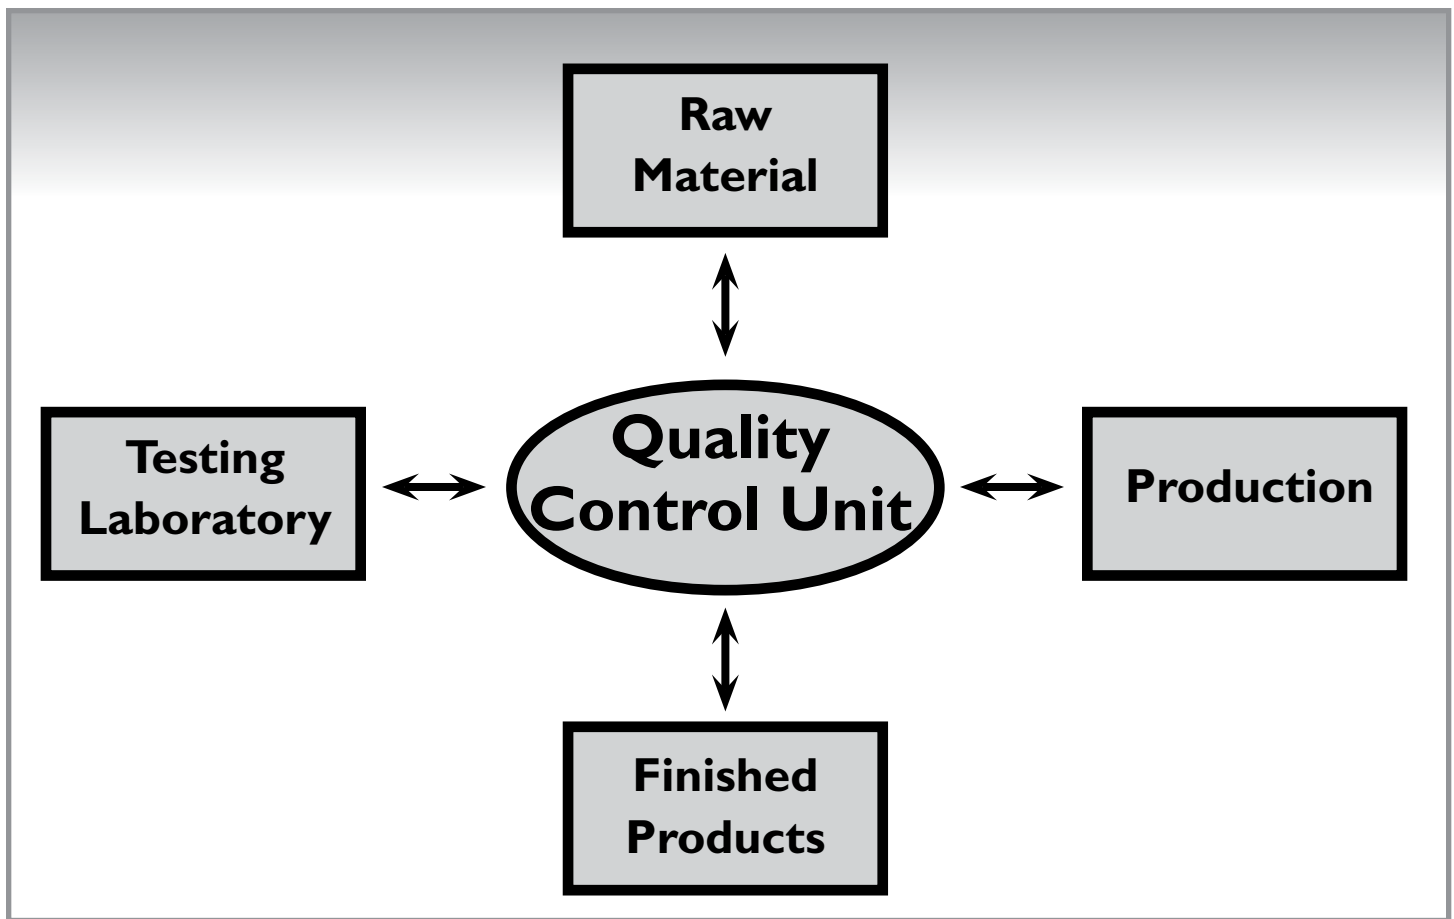 Raw
Material
Testing
Laboratory
Quality
Control Unit
Production
Finished
Products